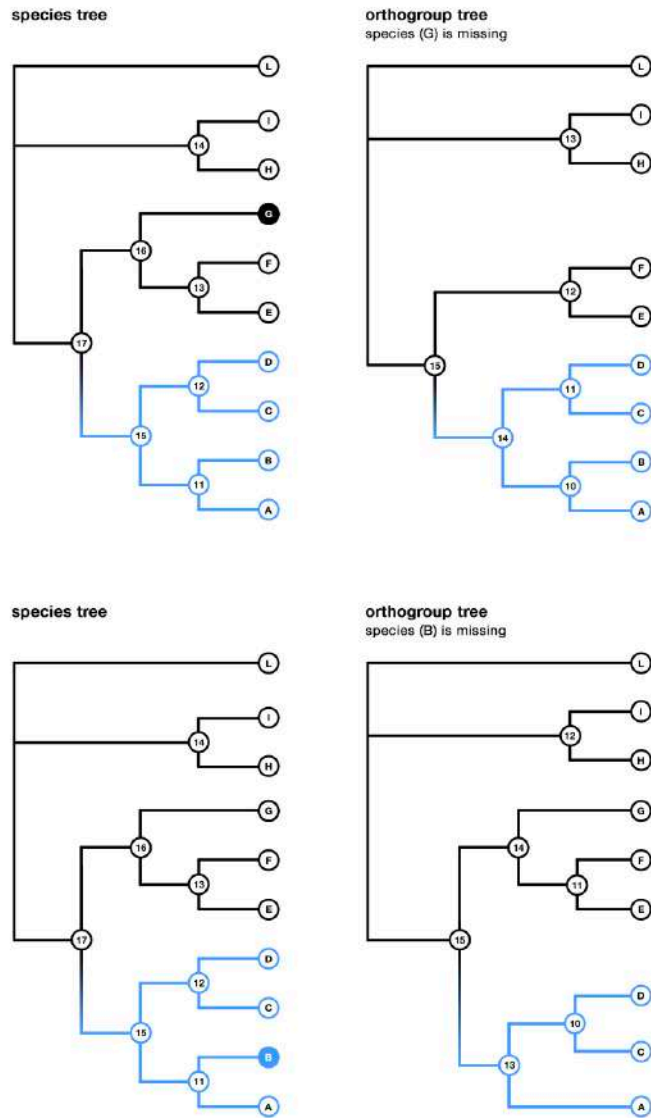 species tree
orthogroup tree
species (G) is missing
L
I
14
H
G
16
F
13
E
17
D
12
C
15
B
11
A
L
I
13
H
F
12
E
15
D
11
C
14
B
10
A
species tree
orthogroup tree
species (B) is missing
L
I
14
H
G
16
F
13
E
17
D
12
C
15
B
11
A
L
I
12
H
G
14
F
11
E
15
D
10
C
13
A